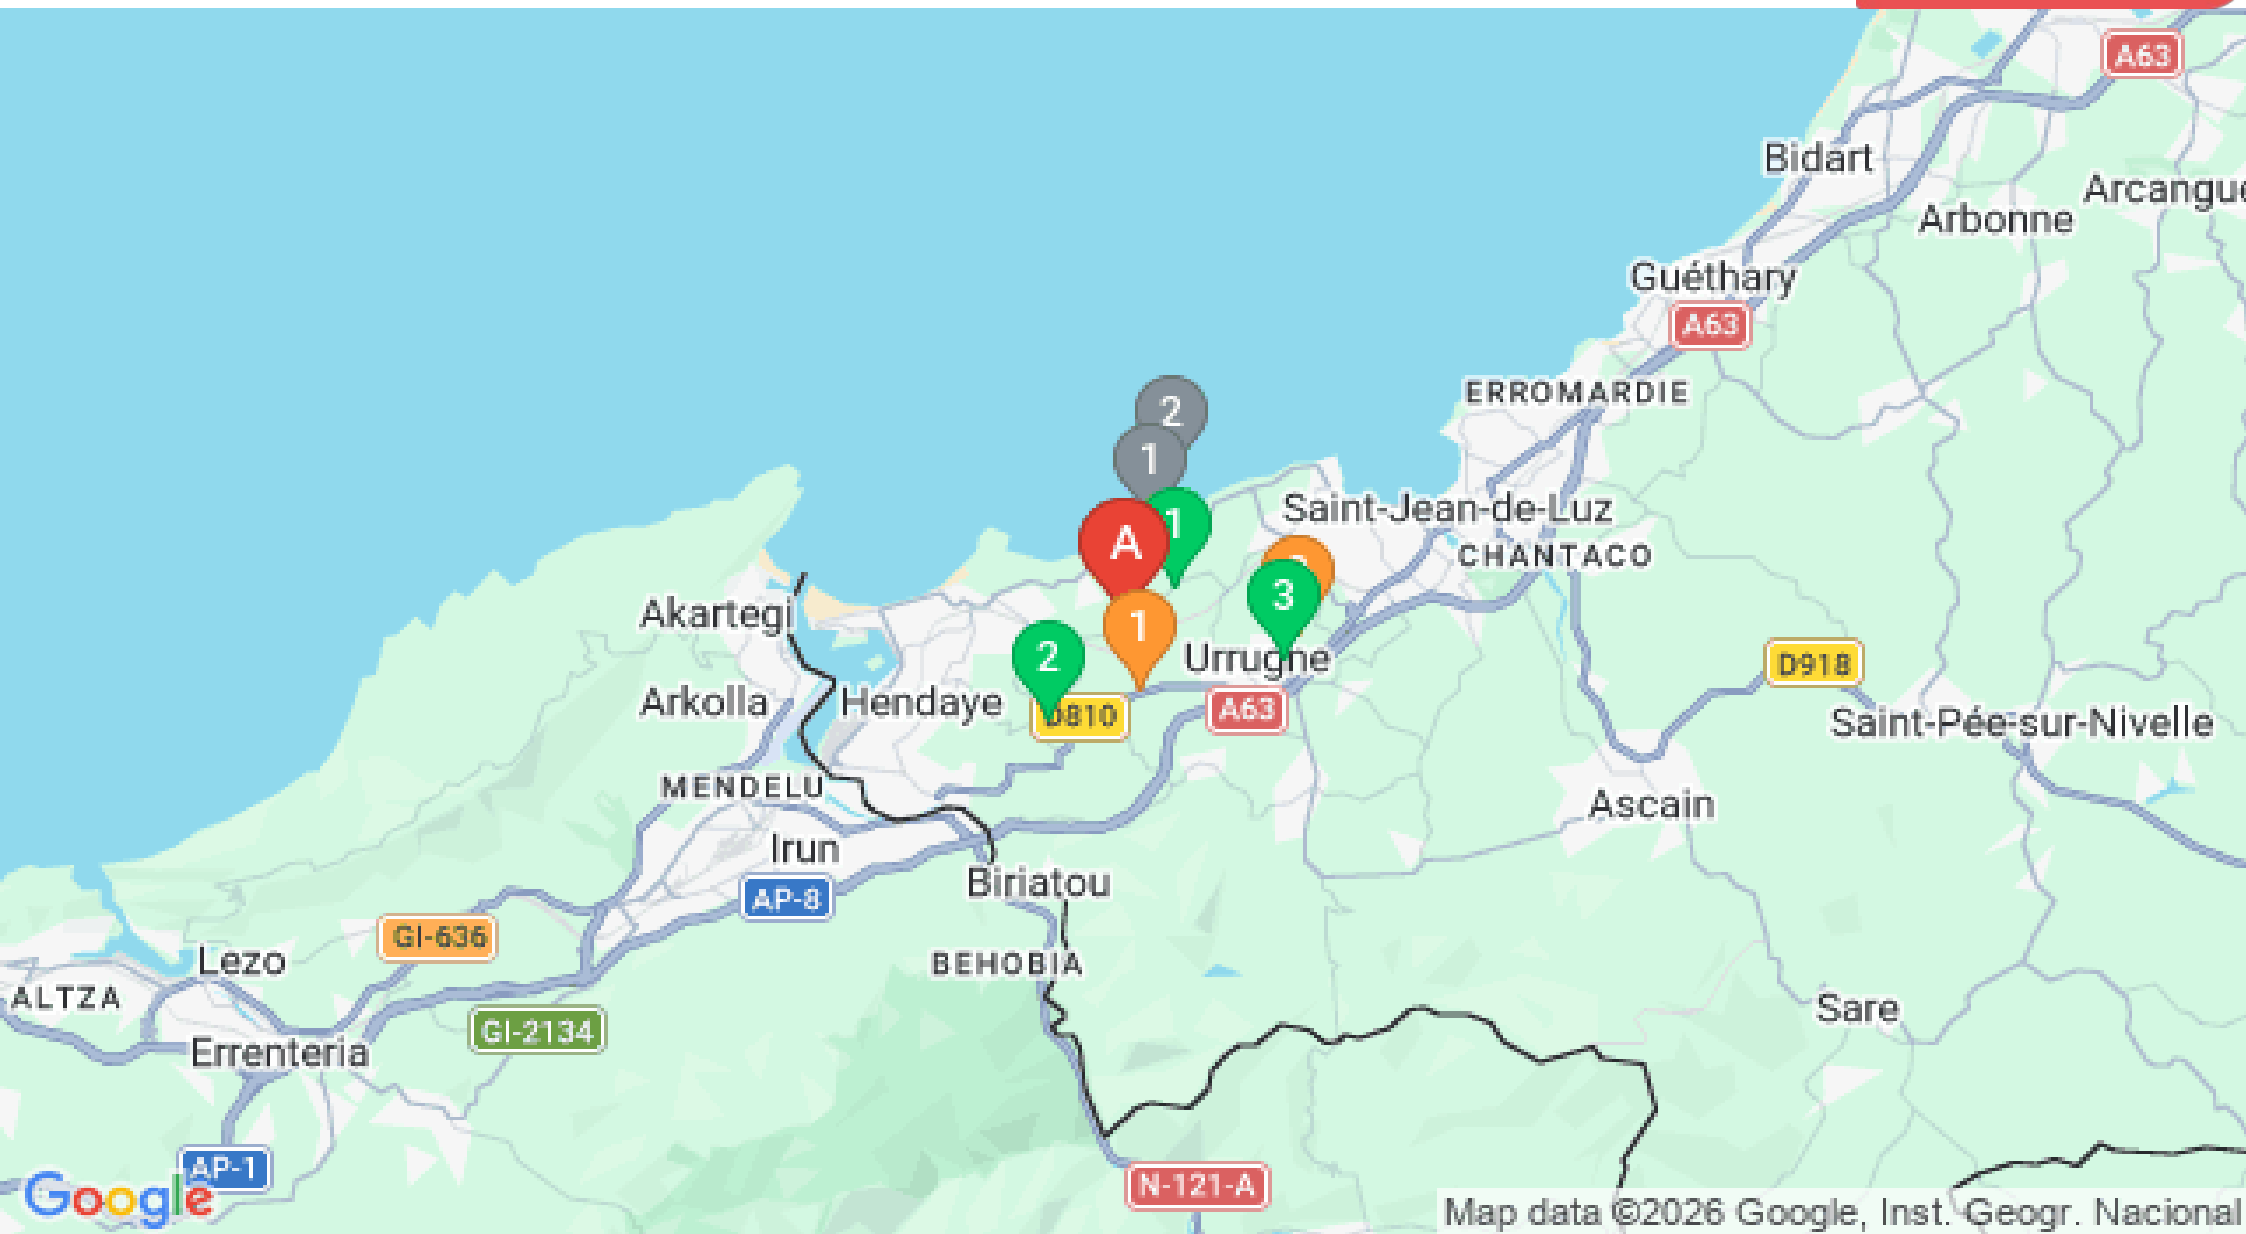 A63
Bidart
Arcangue
Arbonne
Guéthary
A63
ERROMARDIE
2
1
1
A
Saint-Jean-de-Luz
CHANTACO
3
Akartegi
1
2
Urrugne
D918
Arkolla
Hendaye
D810
A63
Saint-Pée-sur-Nivelle
MENDELU
Ascain
Irun
Biriatou
AP-8
GI-636
Lezo
BEHOBIA
ALTZA
Sare
GI-2134
Errenteria
AP-1
N-121-A
Google
Map data ©2026 Google, Inst. Geogr. Nacional